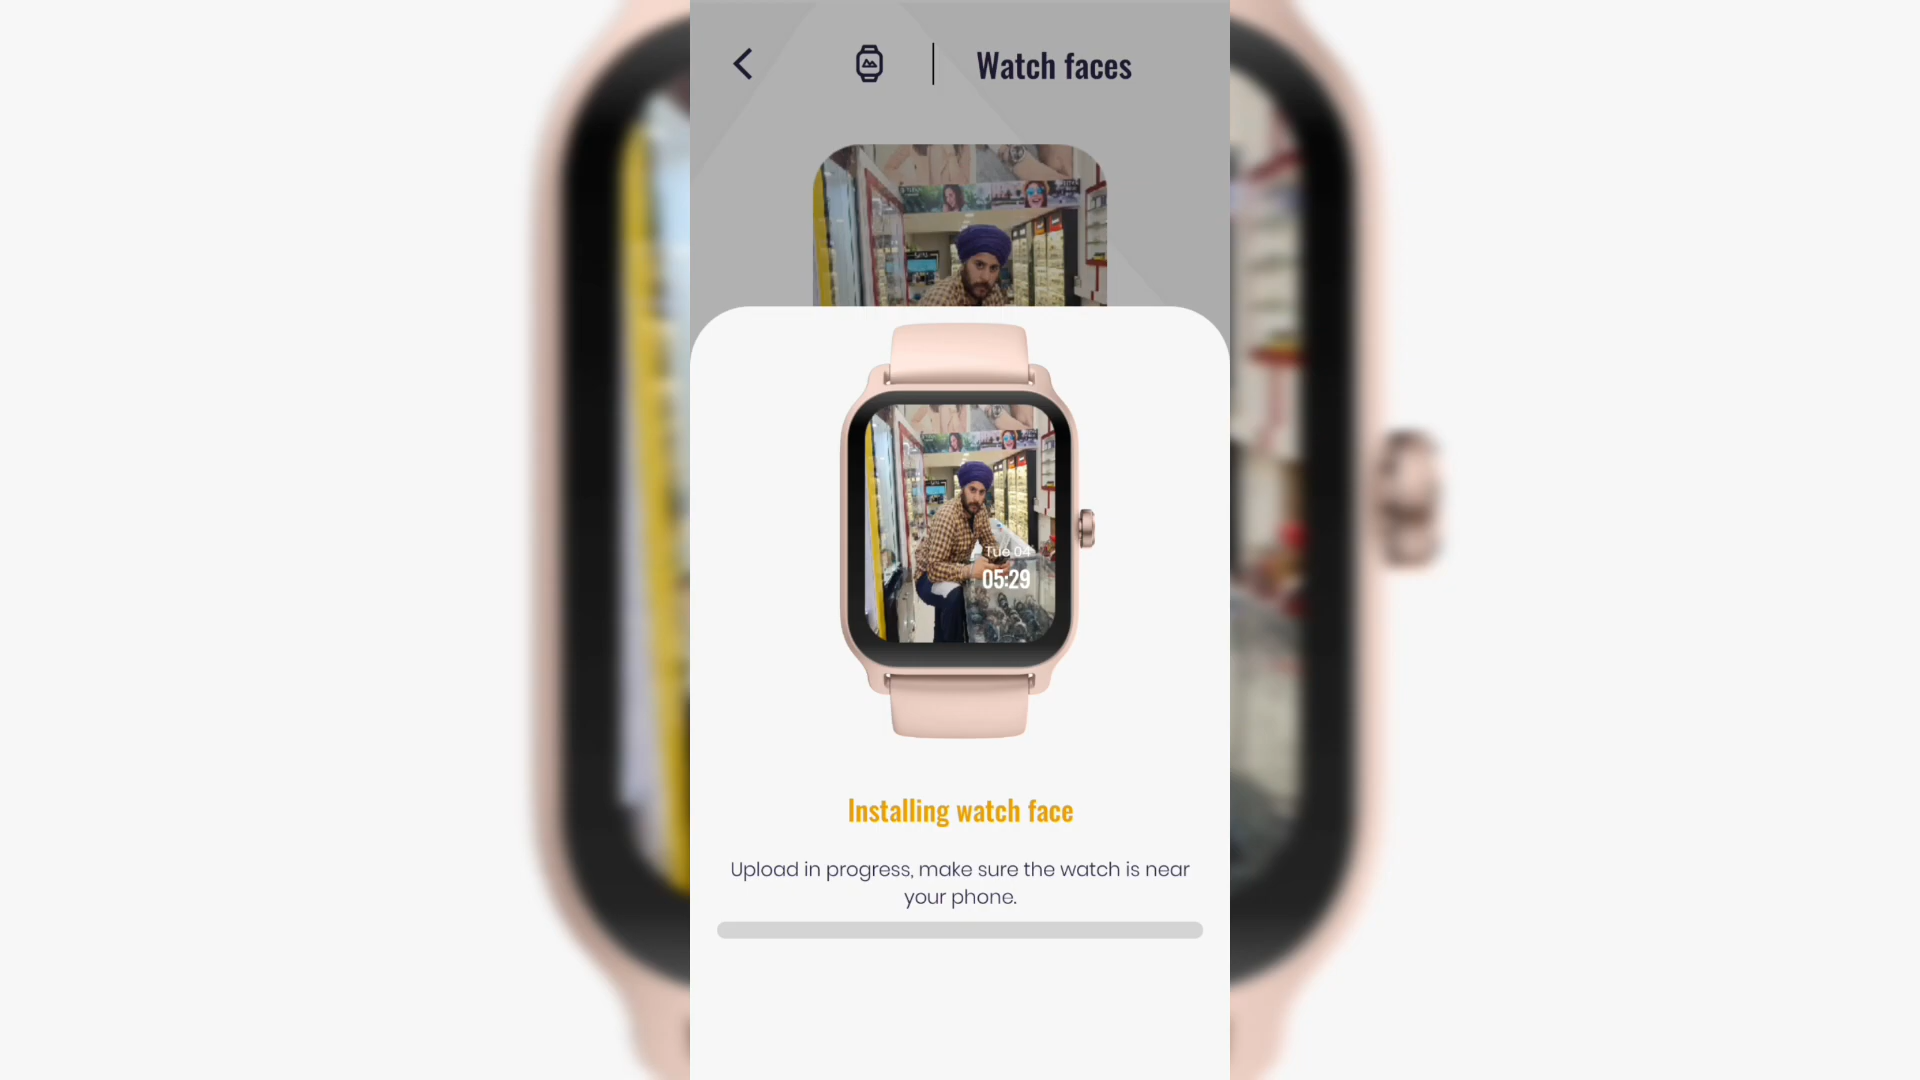 Watch faces
Tue 04
05:29
Installing watch face
Upload in progress, make sure the watch is near
your phone.